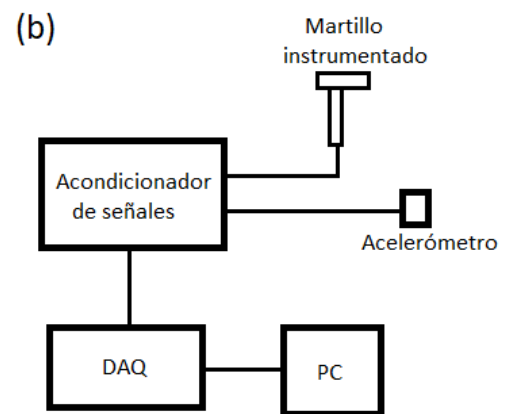 (b)
Martillo
instrumentado
Acondicionador
de señales
Acelerómetro
DAQ
PC